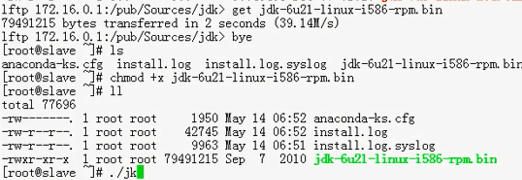 lftp 172.16.0.1:/pub/Sources/jdk> get jdk-6u21-linux-i586-rpm.bin
79491215 bytes transferred in 2 seconds (39.14M/s)
lftp 172.16.0.1:/pub/Sources/jdk> bye
[root@slave ~]# ls
anaconda-ks.cfg  install.log  install.log.syslog  jdk-6u21-linux-i586-rpm.bin
[root@slave ~]# chmod +x jdk-6u21-linux-i586-rpm.bin
[root@slave ~]# ll
total 77696
-rw-------. 1 root root     1950 May 14 06:52 anaconda-ks.cfg
-rw-r--r--. 1 root root    42745 May 14 06:52 install.log
-rw-r--r--. 1 root root     9963 May 14 06:51 install.log.syslog
-rwxr-xr-x  1 root root 79491215 Sep  7  2010 jdk-6u21-linux-i586-rpm.bin
[root@slave ~]# ./jk